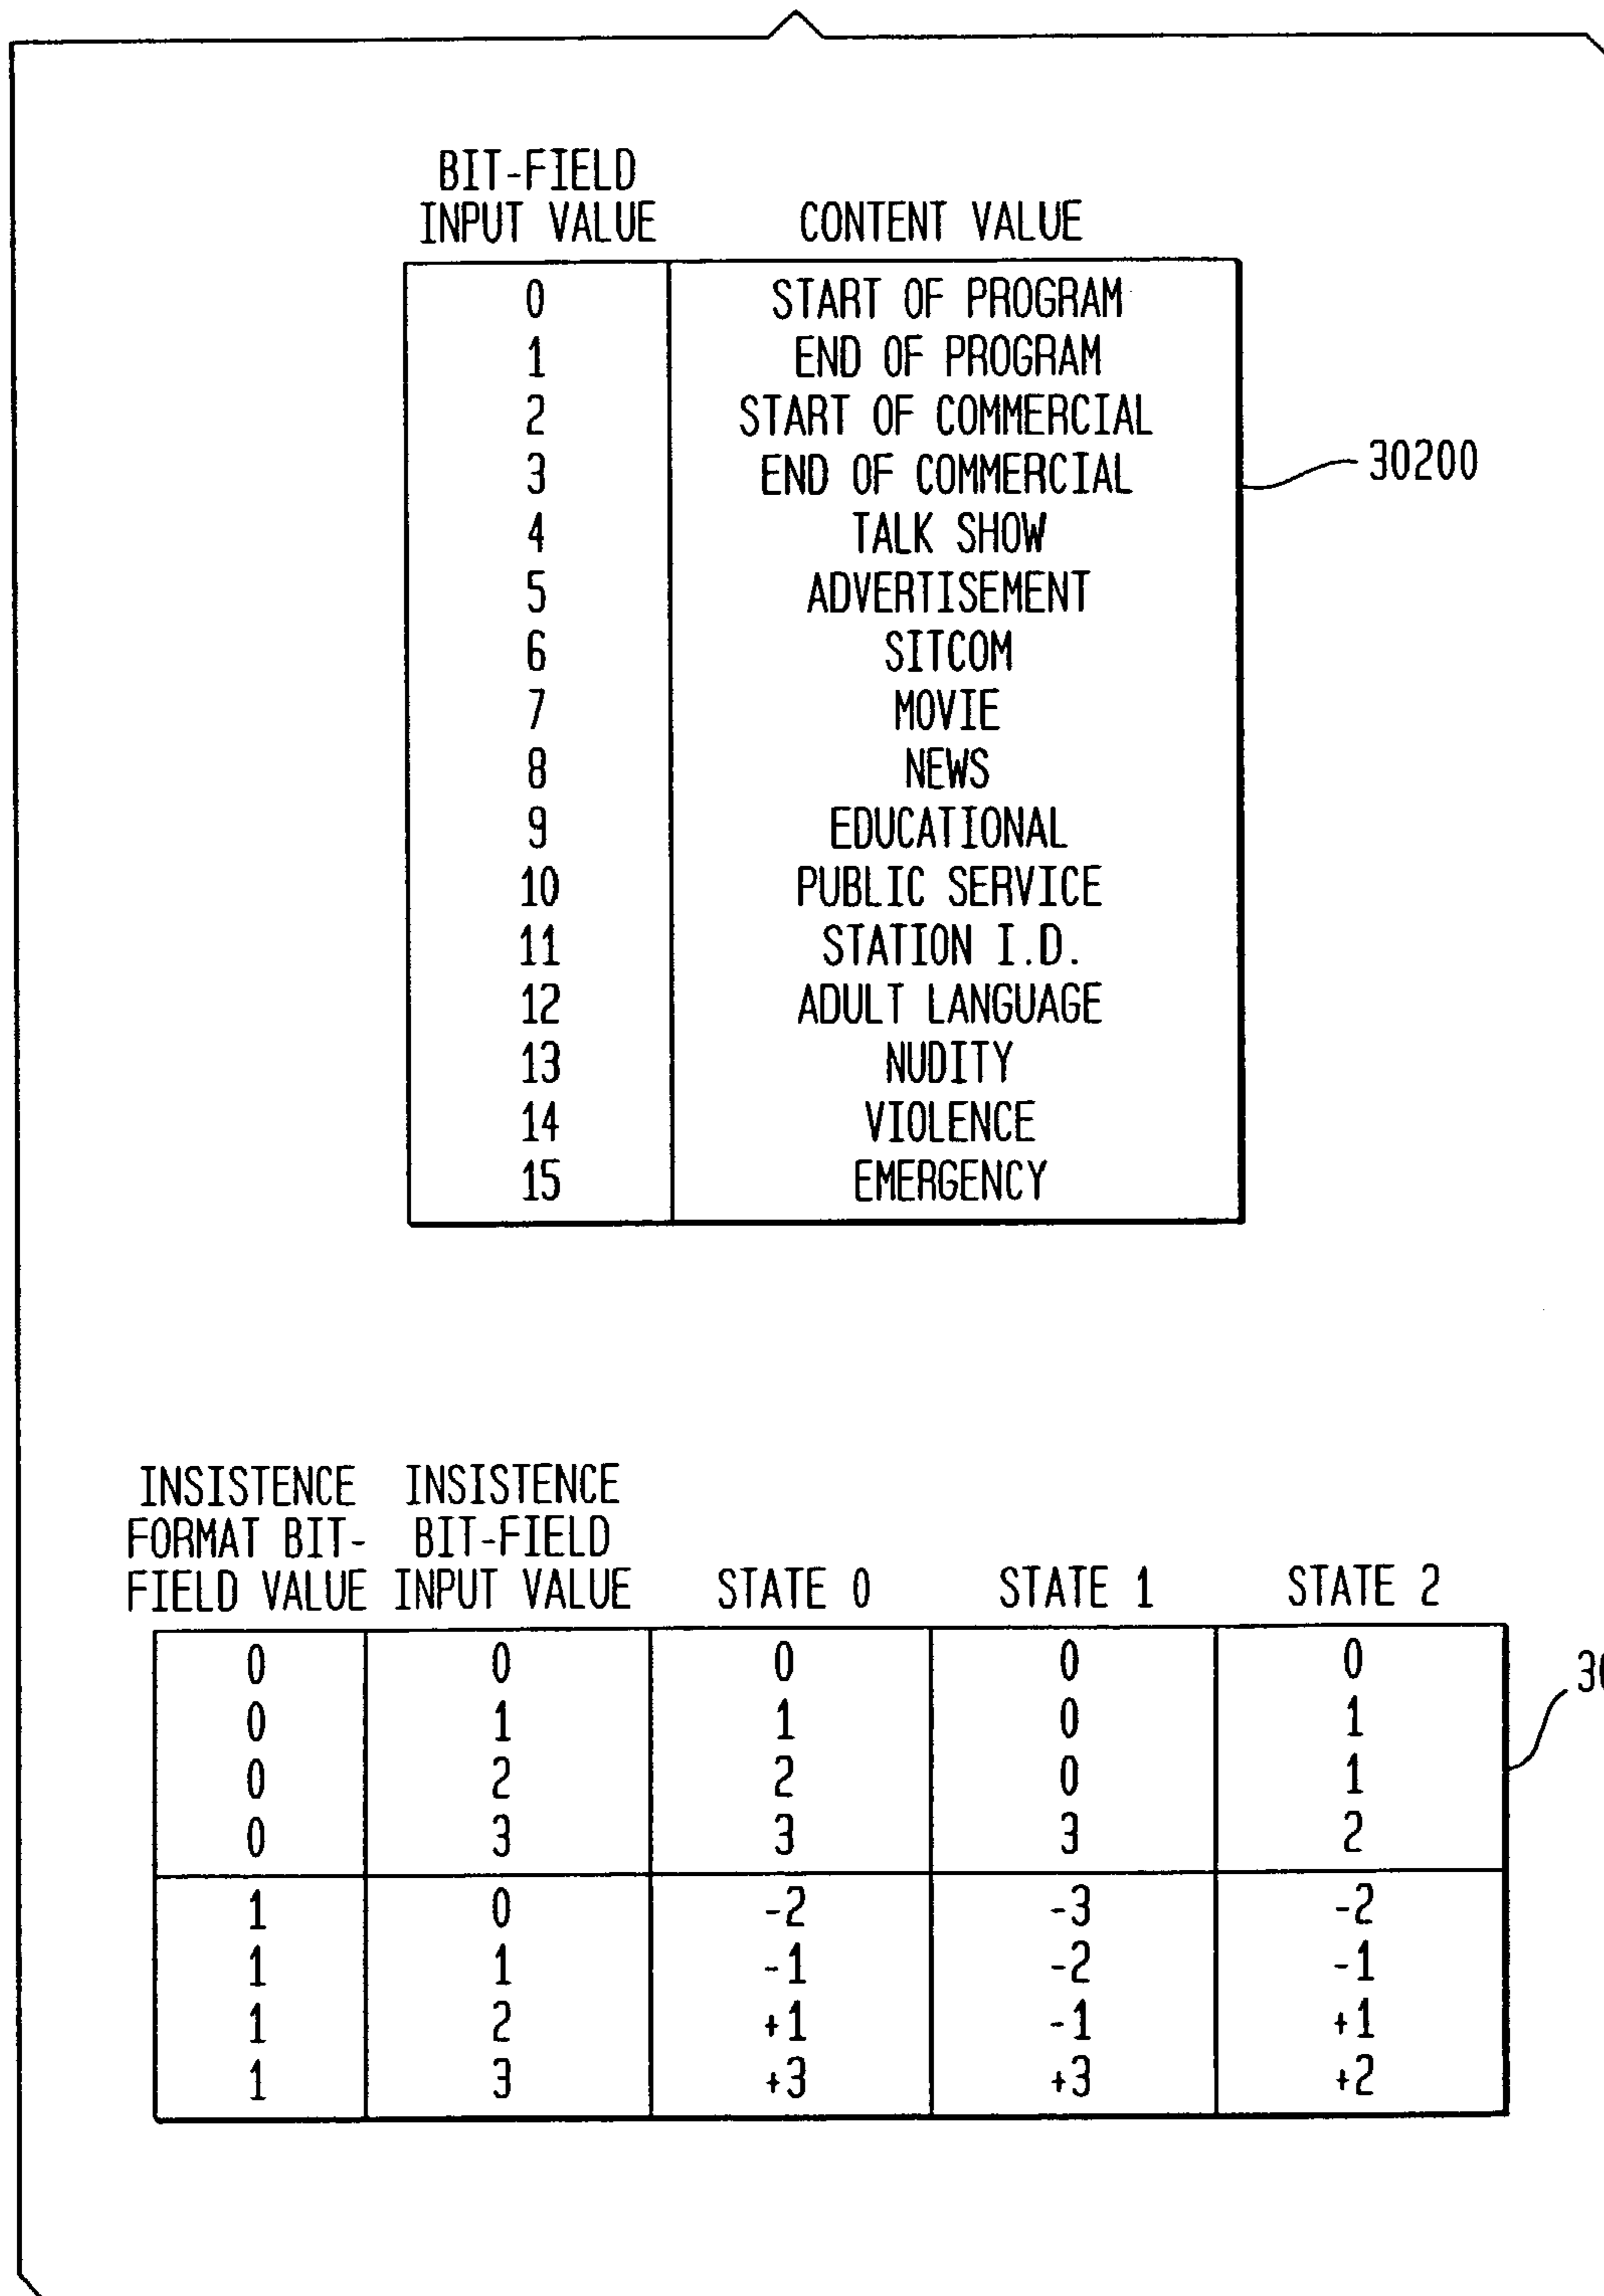 BIT-FIELD
INPUT VALUE CONTENT VALUE
0 START OF PROGRAM
1 END OF PROGRAM
2 START OF COMMERCIAL
3 END OF COMMERCIAL
30200
4 TALK SHOW
5 ADVERTISEMENT
6 SITCOM
7 MOVIE
8 NEWS
9 EDUCATIONAL
10 PUBLIC SERVICE
11 STATION I.D.
12 ADULT LANGUAGE
13 NUDITY
14 VIOLENCE
15 EMERGENCY
INSISTENCE INSISTENCE
FORMAT BIT- BIT-FIELD
FIELD VALUE INPUT VALUE STATE 0 STATE 1 STATE 2
0 0 0 0 0
0 1 1 0 1
0 2 2 0 1
0 3 3 3 2
1 0 -2 -3 -2
1 1 -1 -2 -1
1 2 +1 -1 +1
1 3 +3 +3 +2